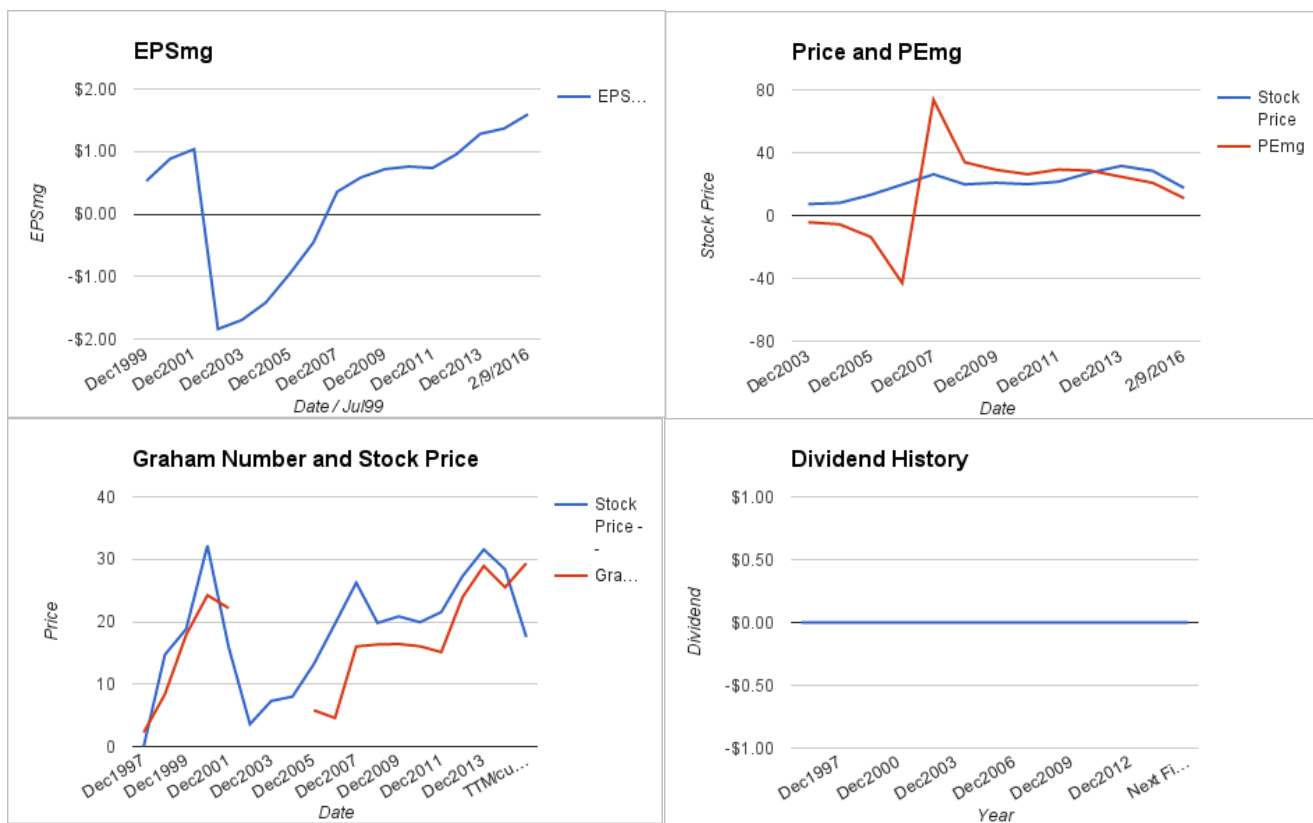 EPSmg
$2.00
$1.00
$0.00
-$1.00
-$2.00
EPSmg
EPS...
Dec1999
Dec2001
Dec2003
Dec2005
Dec2007
Dec2009
Dec2011
Dec2013
2/9/2016
Date / Jul99
Price and PEmg
80
40
0
-40
-80
Stock Price
Stock
Price
PEmg
Dec2003
Dec2005
Dec2007
Dec2009
Dec2011
Dec2013
2/9/2016
Date
Graham Number and Stock Price
40
30
20
10
0
Price
Stock
Price -
-
Gra...
Dec1997
Dec1999
Dec2001
Dec2003
Dec2005
Dec2007
Dec2009
Dec2011
Dec2013
TTM/cu...
Date
Dividend History
$1.00
$0.50
$0.00
-$0.50
-$1.00
Dividend
Dec1997
Dec2000
Dec2003
Dec2006
Dec2009
Dec2012
Next Fi...
Year